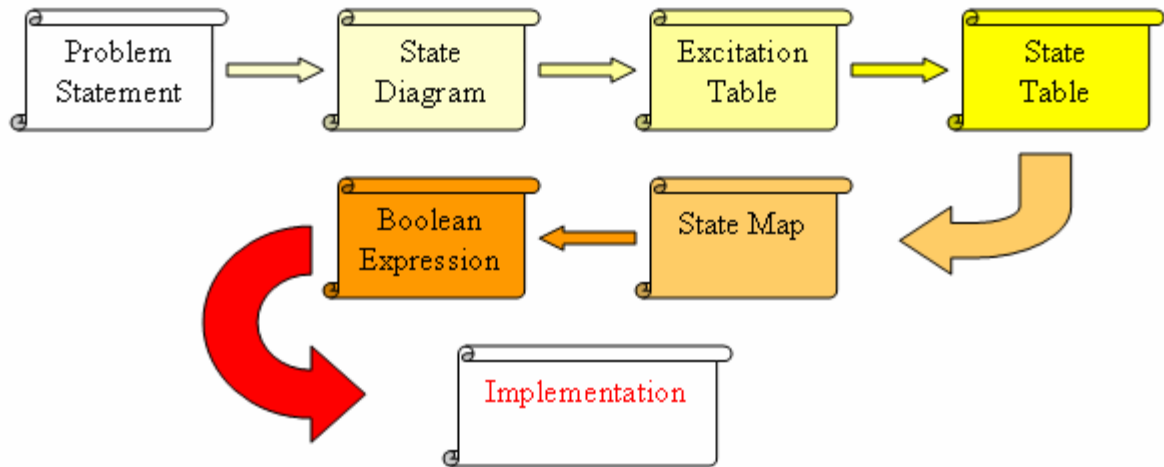 Problem
Statement
State
Diagram
Excitation
Table
State
Table
State Map
Boolean
Expression
Implementation